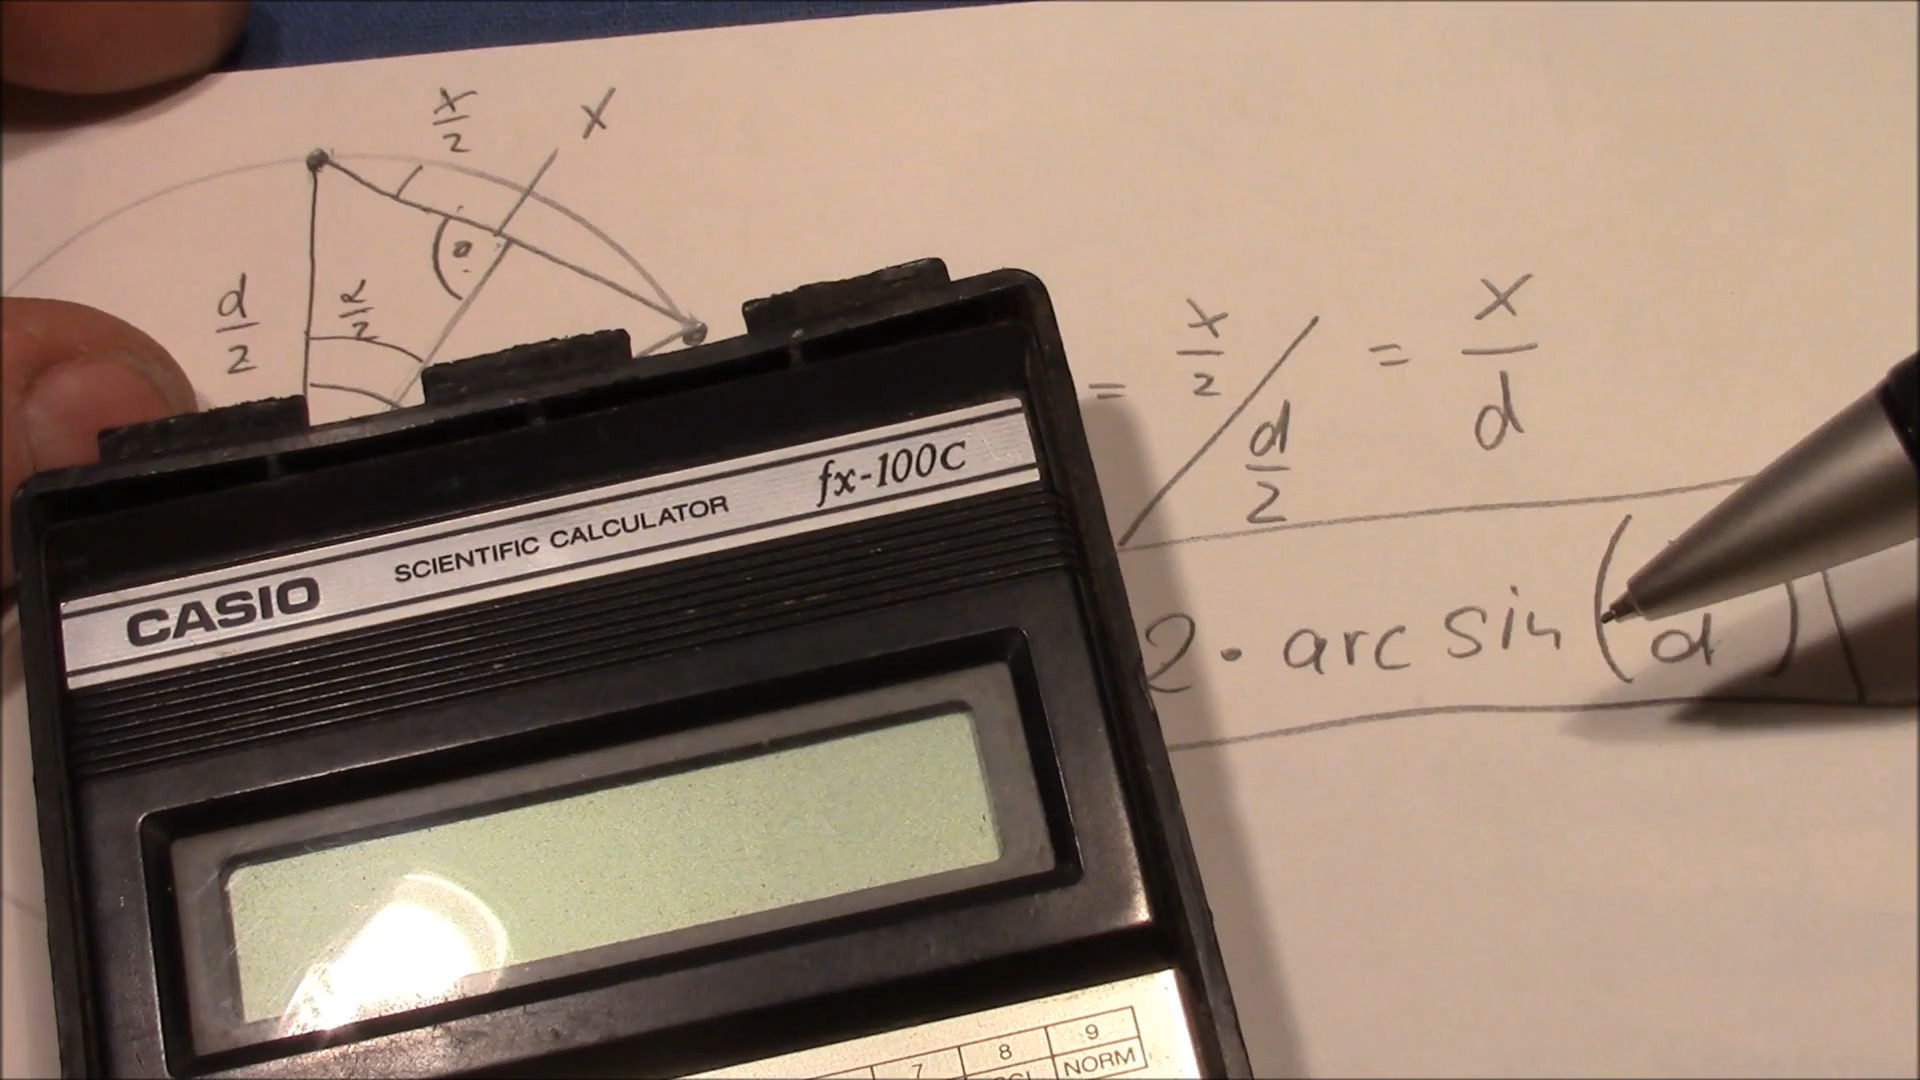 x/2
x
d/2
α/2
= x/2 / d/2 = x/d
2 · arc sin ( d )
CASIO SCIENTIFIC CALCULATOR fx-100C
7 8 9
NORM